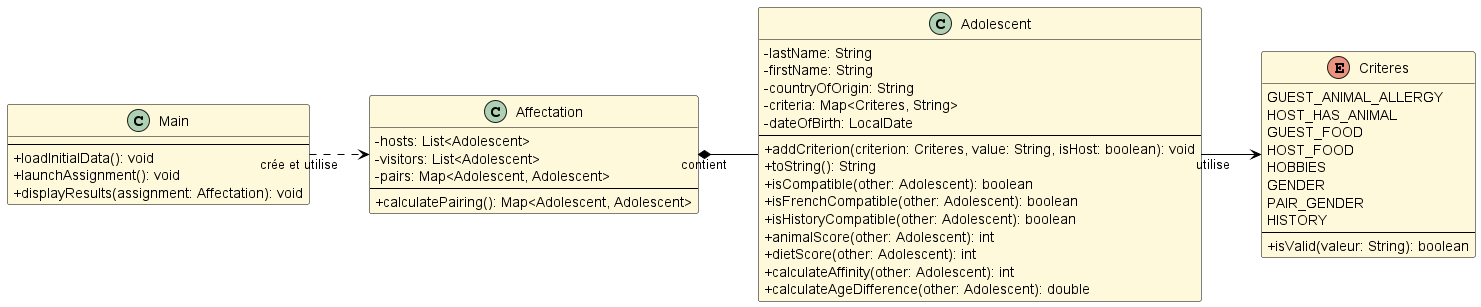 C Main
+loadInitialData(): void
+launchAssignment(): void
+displayResults(assignment: Affectation): void
crée et utilise
C Affectation
-hosts: List<Adolescent>
-visitors: List<Adolescent>
-pairs: Map<Adolescent, Adolescent>
+calculatePairing(): Map<Adolescent, Adolescent>
contient
C Adolescent
-lastName: String
-firstName: String
-countryOfOrigin: String
-criteria: Map<Criteres, String>
-dateOfBirth: LocalDate
+addCriterion(criterion: Criteres, value: String, isHost: boolean): void
+toString(): String
+isCompatible(other: Adolescent): boolean
+isFrenchCompatible(other: Adolescent): boolean
+isHistoryCompatible(other: Adolescent): boolean
+animalScore(other: Adolescent): int
+dietScore(other: Adolescent): int
+calculateAffinity(other: Adolescent): int
+calculateAgeDifference(other: Adolescent): double
utilise
E Criteres
GUEST_ANIMAL_ALLERGY
HOST_HAS_ANIMAL
GUEST_FOOD
HOST_FOOD
HOBBIES
GENDER
PAIR_GENDER
HISTORY
+isValid(valeur: String): boolean